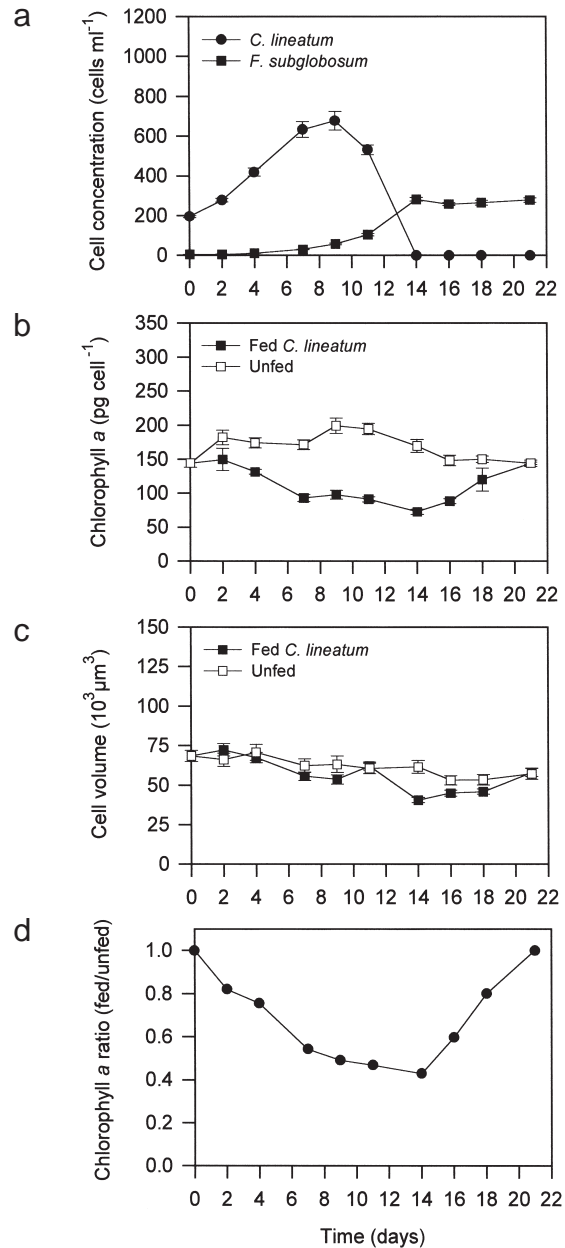 a
Cell concentration (cells ml-1)
1200
1000
800
600
400
200
0
C. lineatum
F. subglobosum
0 2 4 6 8 10 12 14 16 18 20 22
b
Chlorophyll a (pg cell-1)
350
300
250
200
150
100
50
0
Fed C. lineatum
Unfed
0 2 4 6 8 10 12 14 16 18 20 22
c
Cell volume (10³µm³)
150
125
100
75
50
25
0
Fed C. lineatum
Unfed
0 2 4 6 8 10 12 14 16 18 20 22
d
Chlorophyll a ratio (fed/unfed)
1.0
0.8
0.6
0.4
0.2
0.0
0 2 4 6 8 10 12 14 16 18 20 22
Time (days)